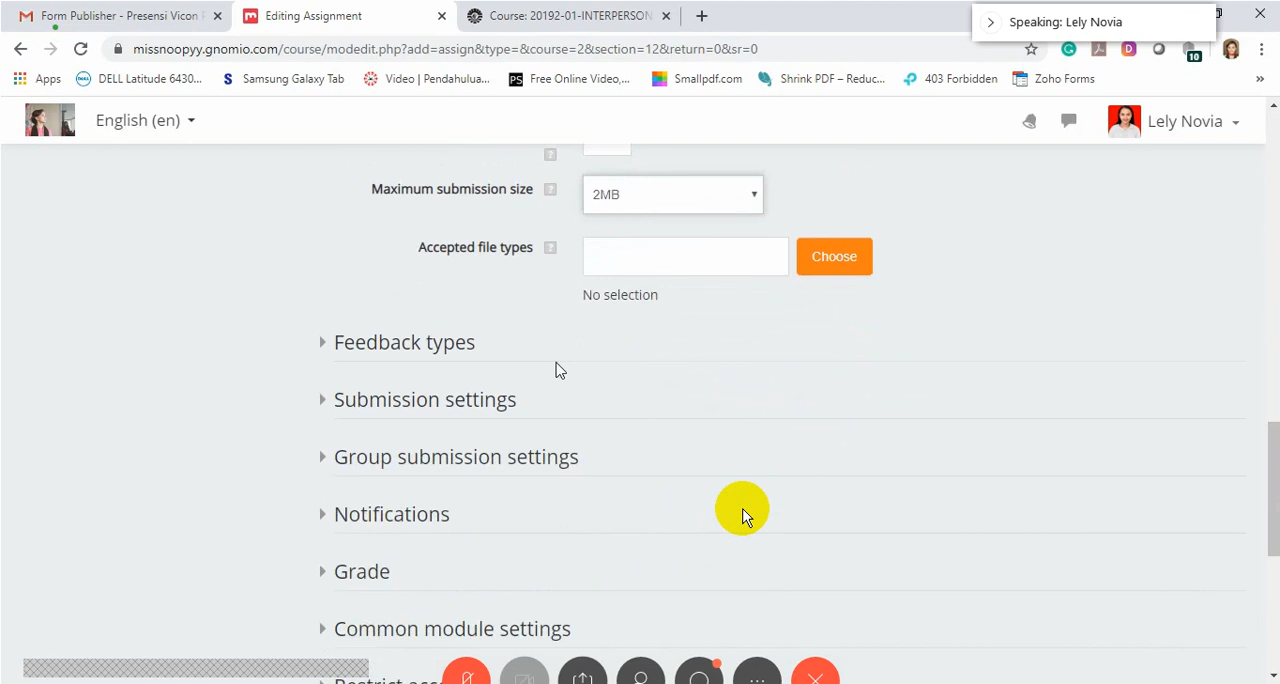 Form Publisher - Presensi Vicon
Editing Assignment
Course: 20192-01-INTERPERSON
Speaking: Lely Novia
missnoopyy.gnomio.com/course/modedit.php?add=assign&type=&course=2&section=12&return=0&sr=0
10
Apps
DELL Latitude 6430...
Samsung Galaxy Tab
Video | Pendahulua...
Free Online Video,...
Smallpdf.com
Shrink PDF – Reduc...
403 Forbidden
Zoho Forms
English (en)
Lely Novia
Maximum submission size
2MB
Accepted file types
Choose
No selection
Feedback types
Submission settings
Group submission settings
Notifications
Grade
Common module settings